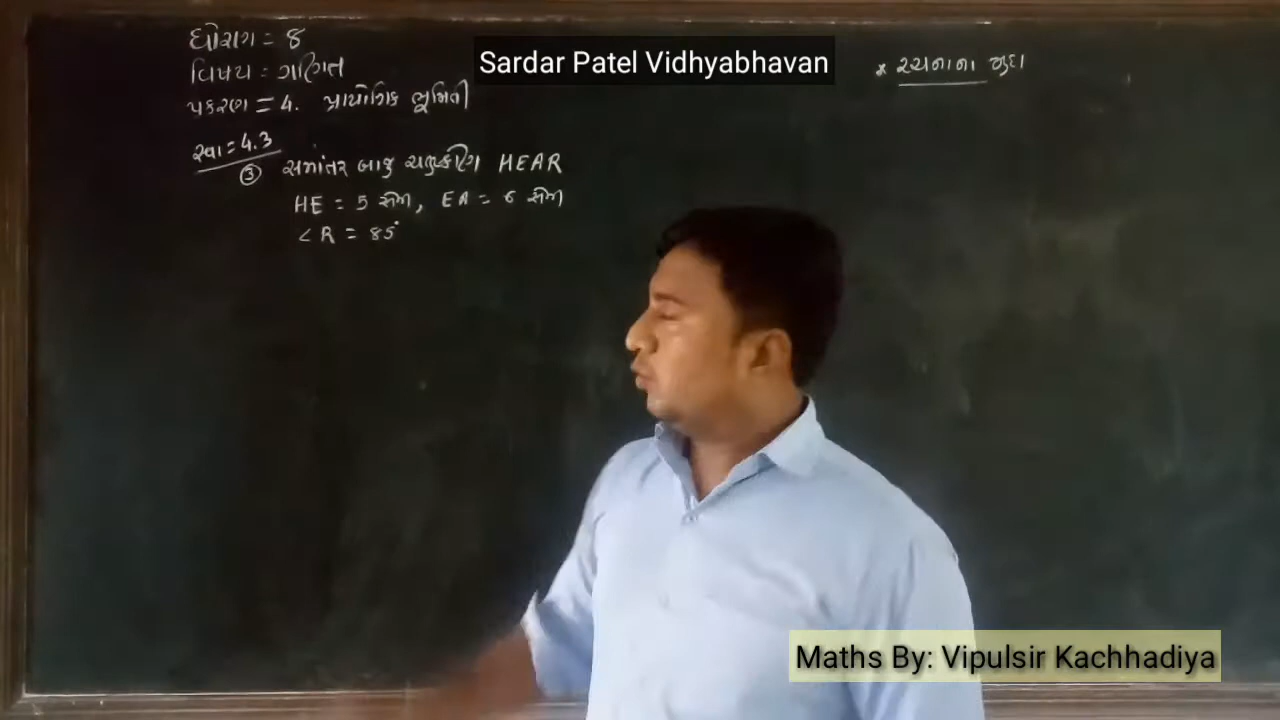 ધોરણ = 8
Sardar Patel Vidhyabhavan
* રચનાના મુદ્દા
વિષય : ગણિત
પ્રકરણ = 4. પ્રાયોગિક ભૂમિતી
સ્વા = 4.3
③ સમાંતર બાજુ ચતુષ્કોણ HEAR
HE = 5 સેમી, EA = 6 સેમી
∠R = 85°
Maths By: Vipulsir Kachhadiya